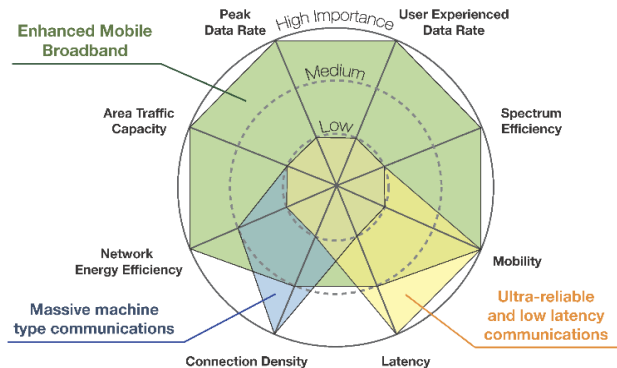 Enhanced Mobile
Broadband
Peak
Data Rate
High Importance
User Experienced
Data Rate
Medium
Low
Area Traffic
Capacity
Spectrum
Efficiency
Network
Energy Efficiency
Mobility
Massive machine
type communications
Ultra-reliable
and low latency
communications
Connection Density
Latency